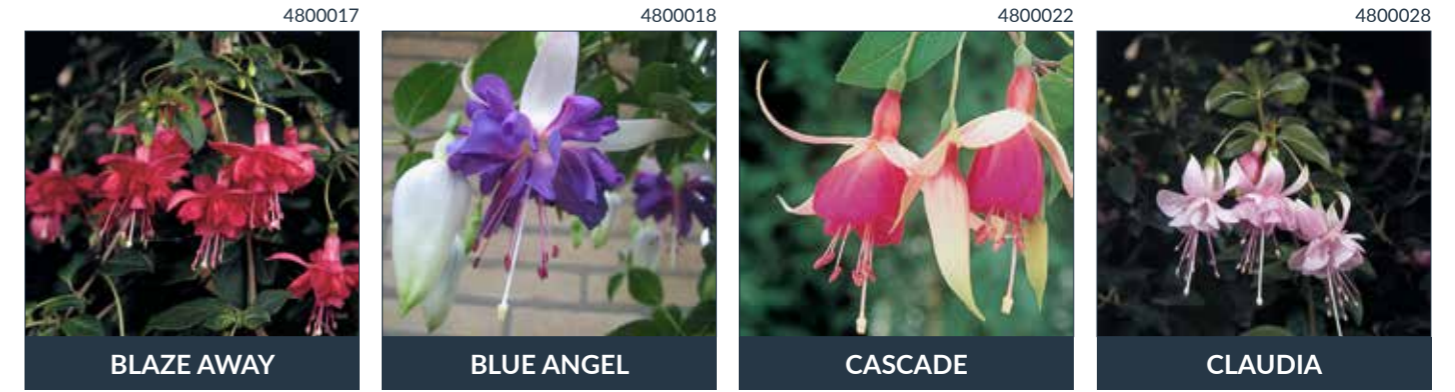 4800017
4800018
4800022
4800028
BLAZE AWAY
BLUE ANGEL
CASCADE
CLAUDIA